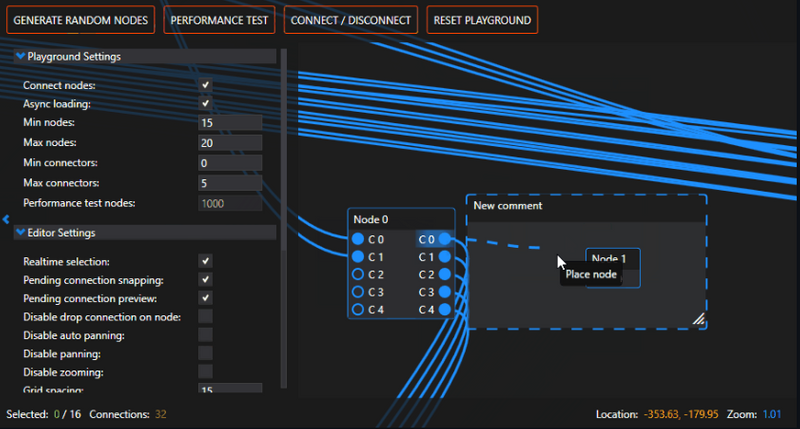 GENERATE RANDOM NODES PERFORMANCE TEST CONNECT / DISCONNECT RESET PLAYGROUND
Playground Settings
Connect nodes:
Async loading:
Min nodes: 15
Max nodes: 20
Min connectors: 0
Max connectors: 5
Performance test nodes: 1000
Editor Settings
Realtime selection:
Pending connection snapping:
Pending connection preview:
Disable drop connection on node:
Disable auto panning:
Disable panning:
Disable zooming:
Grid spacing: 15
Node 0
C 0 C 0
C 1 C 1
C 2 C 2
C 3 C 3
C 4 C 4
New comment
Node 1
Place node
Selected: 0 / 16 Connections: 32
Location: -353.63, -179.95 Zoom: 1.01